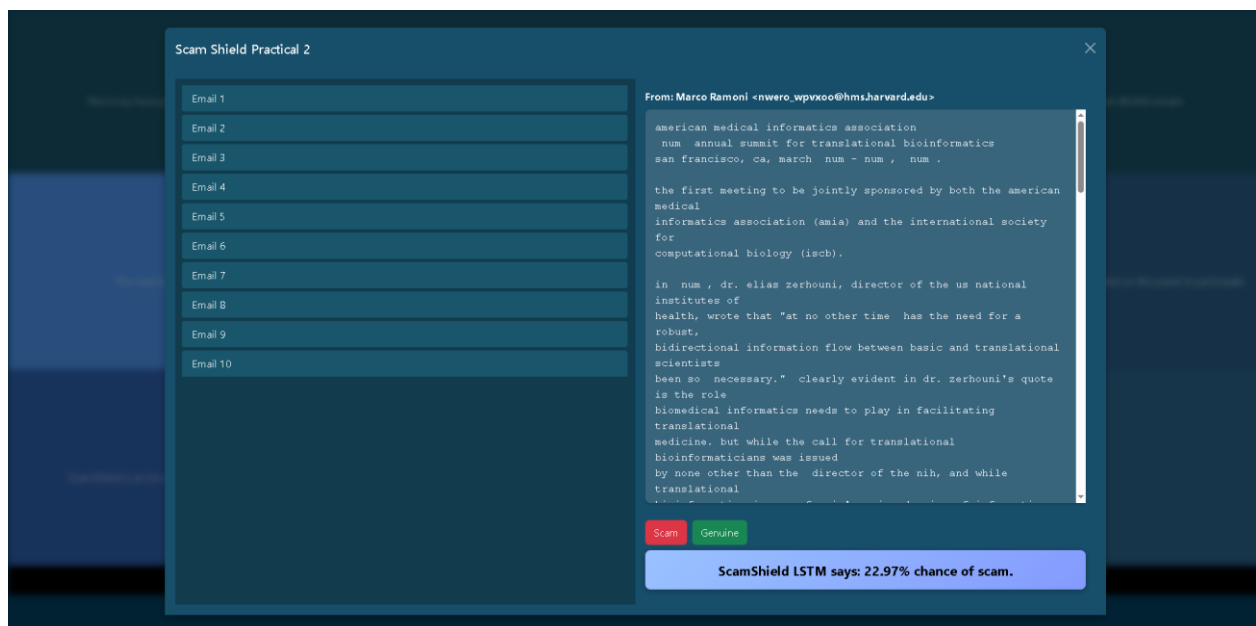 Scam Shield Practical 2
Email 1
Email 2
Email 3
Email 4
Email 5
Email 6
Email 7
Email 8
Email 9
Email 10
From: Marco Ramoni <nwero_wpvxoo@hms.harvard.edu>
american medical informatics association
num annual summit for translational bioinformatics
san francisco, ca, march num - num , num .
the first meeting to be jointly sponsored by both the american
medical
informatics association (amia) and the international society
for
computational biology (iscb).
in num , dr. elias zerhouni, director of the us national
institutes of
health, wrote that "at no other time has the need for a
robust,
bidirectional information flow between basic and translational
scientists
been so necessary." clearly evident in dr. zerhouni's quote
is the role
biomedical informatics needs to play in facilitating
translational
medicine. but while the call for translational
bioinformaticians was issued
by none other than the director of the nih, and while
translational
Scam
Genuine
ScamShield LSTM says: 22.97% chance of scam.